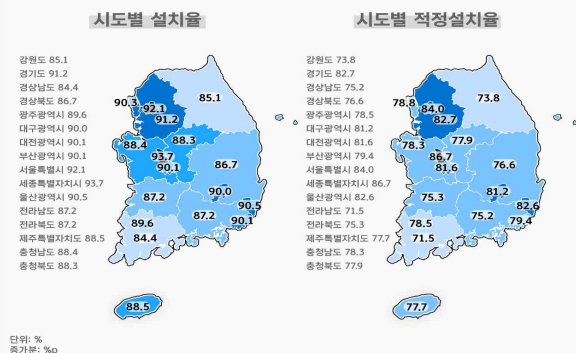 시도별 설치율
강원도 85.1
경기도 91.2
경상남도 84.4
경상북도 86.7
광주광역시 89.6
대구광역시 90.0
대전광역시 90.1
부산광역시 90.1
서울특별시 92.1
세종특별자치시 93.7
울산광역시 90.5
전라남도 87.2
전라북도 87.2
제주특별자치도 88.5
충청남도 88.4
충청북도 88.3
90.3
92.1
91.2
85.1
88.4
88.3
93.7
90.1
86.7
90.0
87.2
90.5
87.2
90.1
89.6
84.4
88.5
시도별 적정설치율
강원도 73.8
경기도 82.7
경상남도 75.2
경상북도 76.6
광주광역시 78.5
대구광역시 81.2
대전광역시 81.6
부산광역시 79.4
서울특별시 84.0
세종특별자치시 86.7
울산광역시 82.6
전라남도 71.5
전라북도 75.3
제주특별자치도 77.7
충청남도 78.3
충청북도 77.9
78.8
84.0
82.7
73.8
78.3
77.9
86.7
81.6
76.6
81.2
75.3
82.6
75.2
79.4
78.5
71.5
77.7
단위: %
증가분: %p